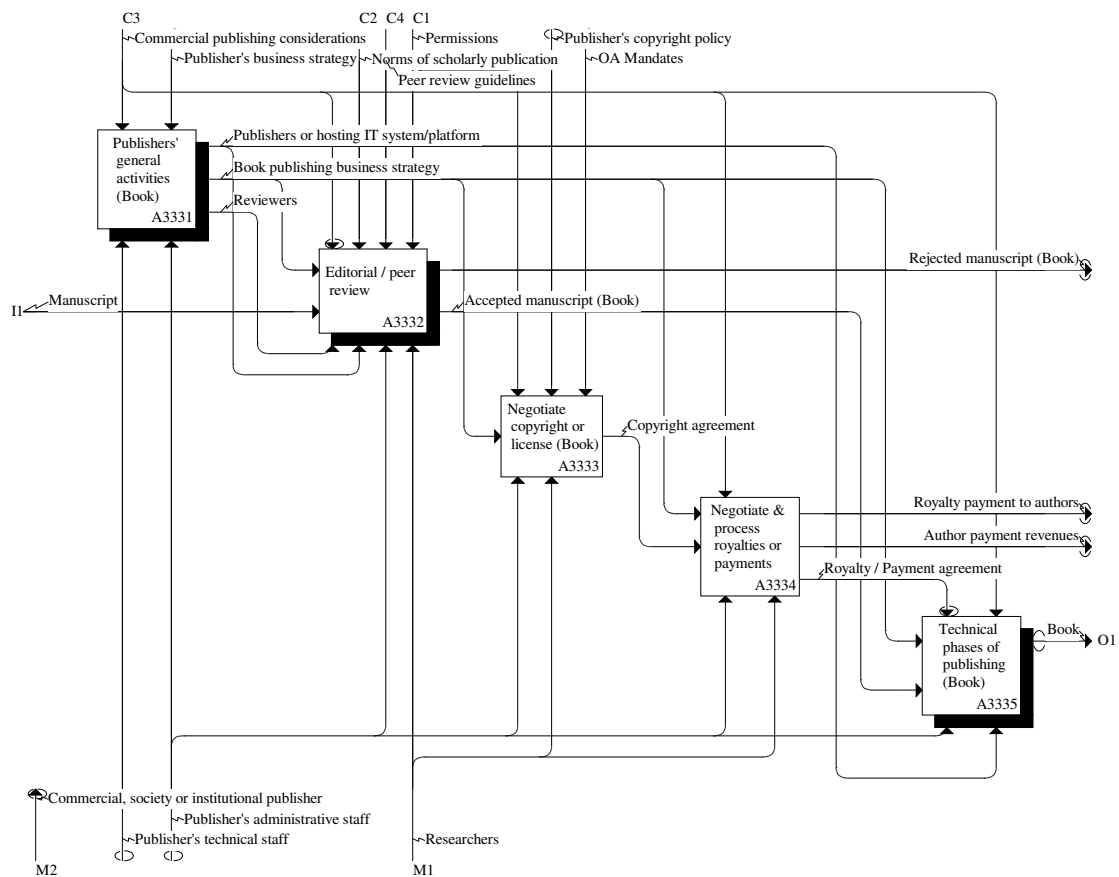 C3
C2 C4 C1
Commercial publishing considerations
Permissions
Publisher's copyright policy
Publisher's business strategy
Norms of scholarly publication
OA Mandates
Peer review guidelines
Publishers'
general
activities
(Book)
A3331
Publishers or hosting IT system/platform
Book publishing business strategy
Reviewers
Editorial / peer
review
A3332
Rejected manuscript (Book)
I1
Manuscript
Accepted manuscript (Book)
Negotiate
copyright or
license (Book)
A3333
Copyright agreement
Negotiate &
process
royalties or
payments
A3334
Royalty payment to authors
Author payment revenues
Royalty / Payment agreement
Technical
phases of
publishing
(Book)
A3335
Book
O1
Commercial, society or institutional publisher
Publisher's administrative staff
Publisher's technical staff
Researchers
M2
M1